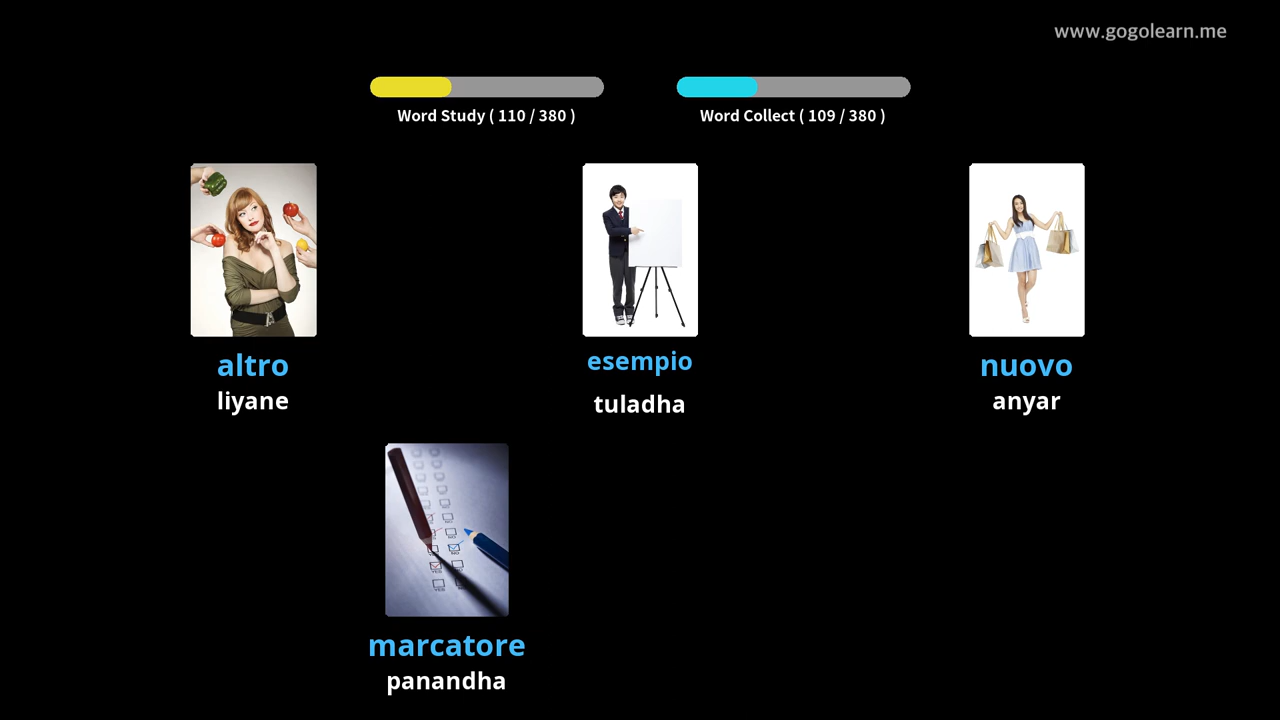 www.gogolearn.me
Word Study ( 110 / 380 )
Word Collect ( 109 / 380 )
altro
liyane
esempio
tuladha
nuovo
anyar
marcatore
panandha